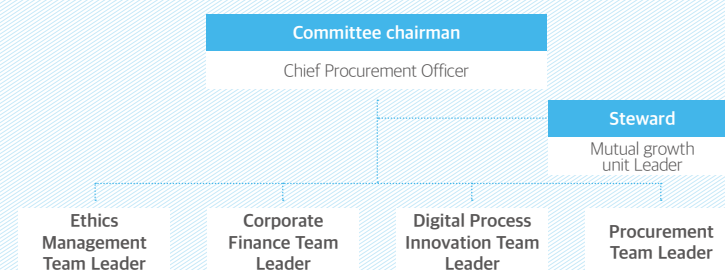 Committee chairman
Chief Procurement Officer
Steward
Mutual growth
unit Leader
Ethics
Management
Team Leader
Corporate
Finance Team
Leader
Digital Process
Innovation Team
Leader
Procurement
Team Leader